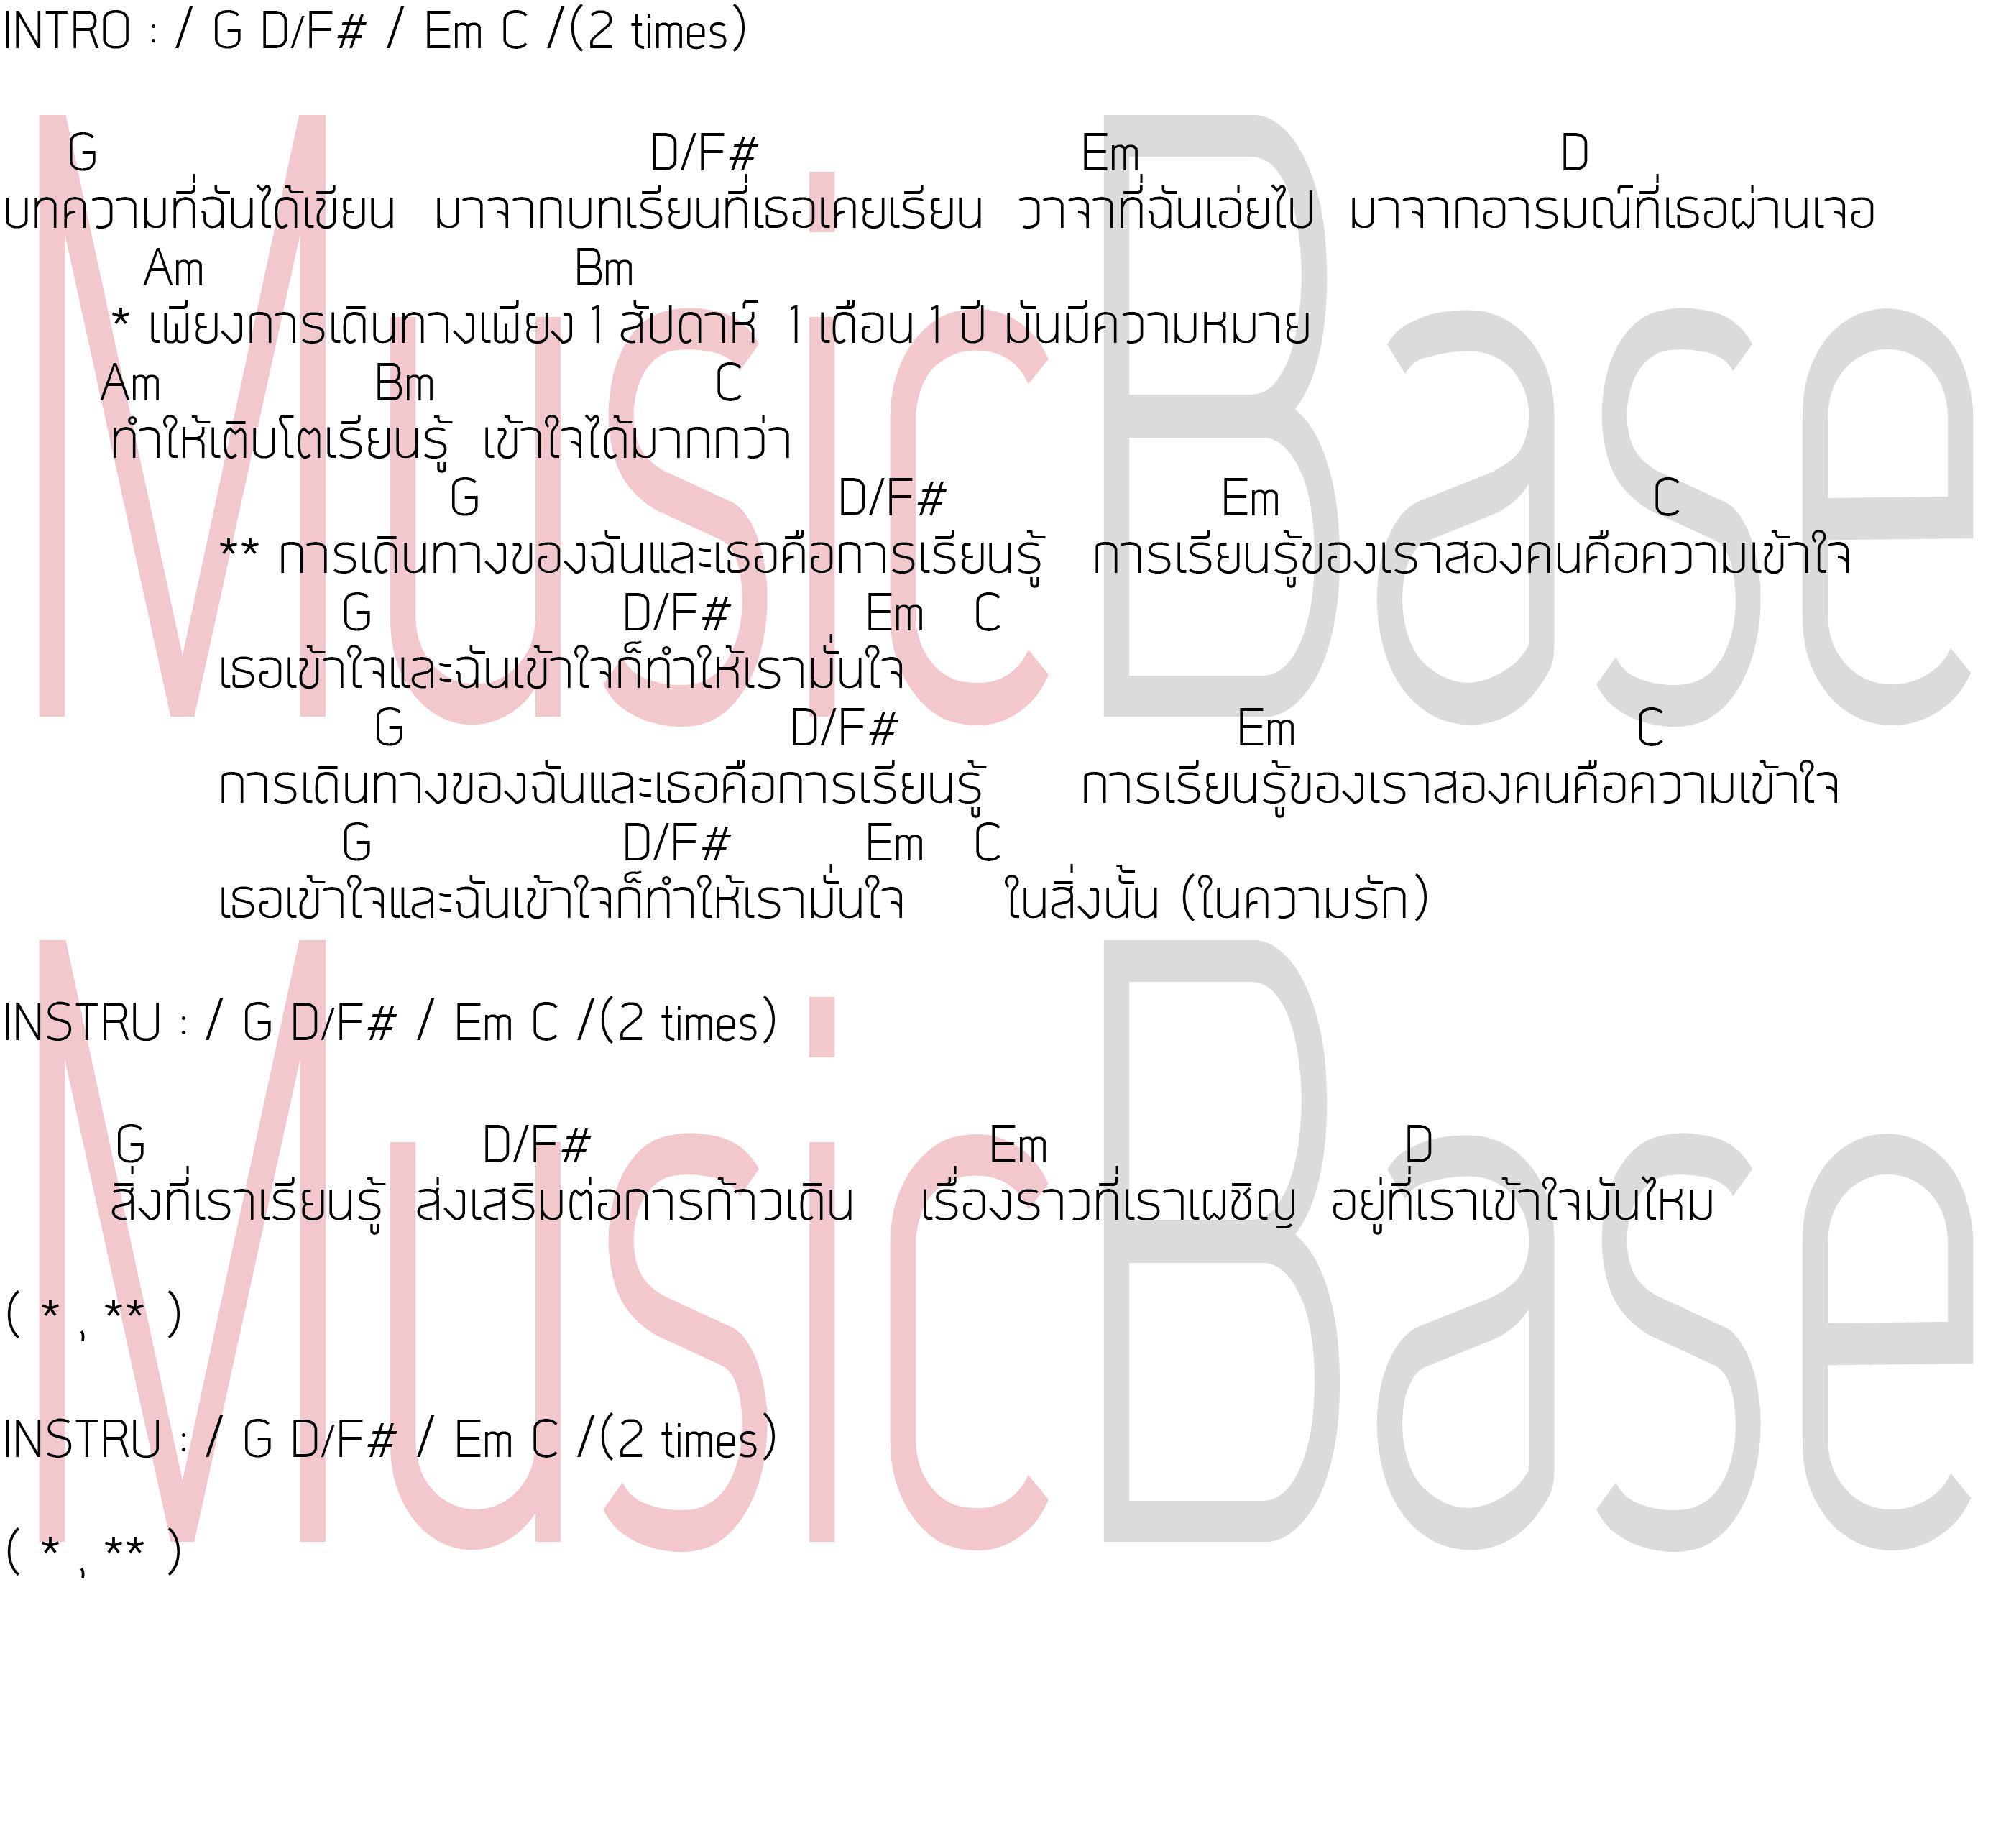 INTRO : / G D/F# / Em C /(2 times)
G D/F# Em D
บทความที่ฉันได้เขียน มาจากบทเรียนที่เธอเคยเรียน วาจาที่ฉันเอ่ยไป มาจากอารมณ์ที่เธอผ่านเจอ
Am Bm
* เพียงการเดินทางเพียง 1 สัปดาห์ 1 เดือน 1 ปี มันมีความหมาย
Am Bm C
ทำให้เติบโตเรียนรู้ เข้าใจได้มากกว่า
G D/F# Em C
** การเดินทางของฉันและเธอคือการเรียนรู้ การเรียนรู้ของเราสองคนคือความเข้าใจ
G D/F# Em C
เธอเข้าใจและฉันเข้าใจก็ทำให้เรามั่นใจ
G D/F# Em C
การเดินทางของฉันและเธอคือการเรียนรู้ การเรียนรู้ของเราสองคนคือความเข้าใจ
G D/F# Em C
เธอเข้าใจและฉันเข้าใจก็ทำให้เรามั่นใจ ในสิ่งนั้น (ในความรัก)
INSTRU : / G D/F# / Em C /(2 times)
G D/F# Em D
สิ่งที่เราเรียนรู้ ส่งเสริมต่อการก้าวเดิน เรื่องราวที่เราเผชิญ อยู่ที่เราเข้าใจมันไหม
( * , ** )
INSTRU : / G D/F# / Em C /(2 times)
( * , ** )
MusicBase
MusicBase